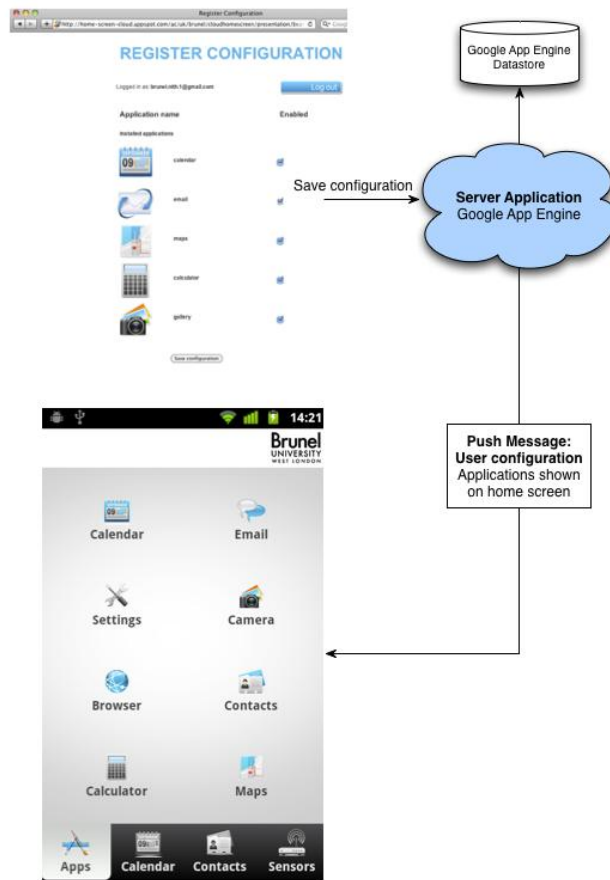 Register Configuration
REGISTER CONFIGURATION
Logged in as: brunel.nith.1@gmail.com
Log out
Application name Enabled
Installed applications
calendar
email
maps
calculator
gallery
Save configuration
Save configuration
Google App Engine
Datastore
Server Application
Google App Engine
Push Message:
User configuration
Applications shown
on home screen
14:21
Brunel
UNIVERSITY
WEST LONDON
Calendar Email
Settings Camera
Browser Contacts
Calculator Maps
Apps Calendar Contacts Sensors